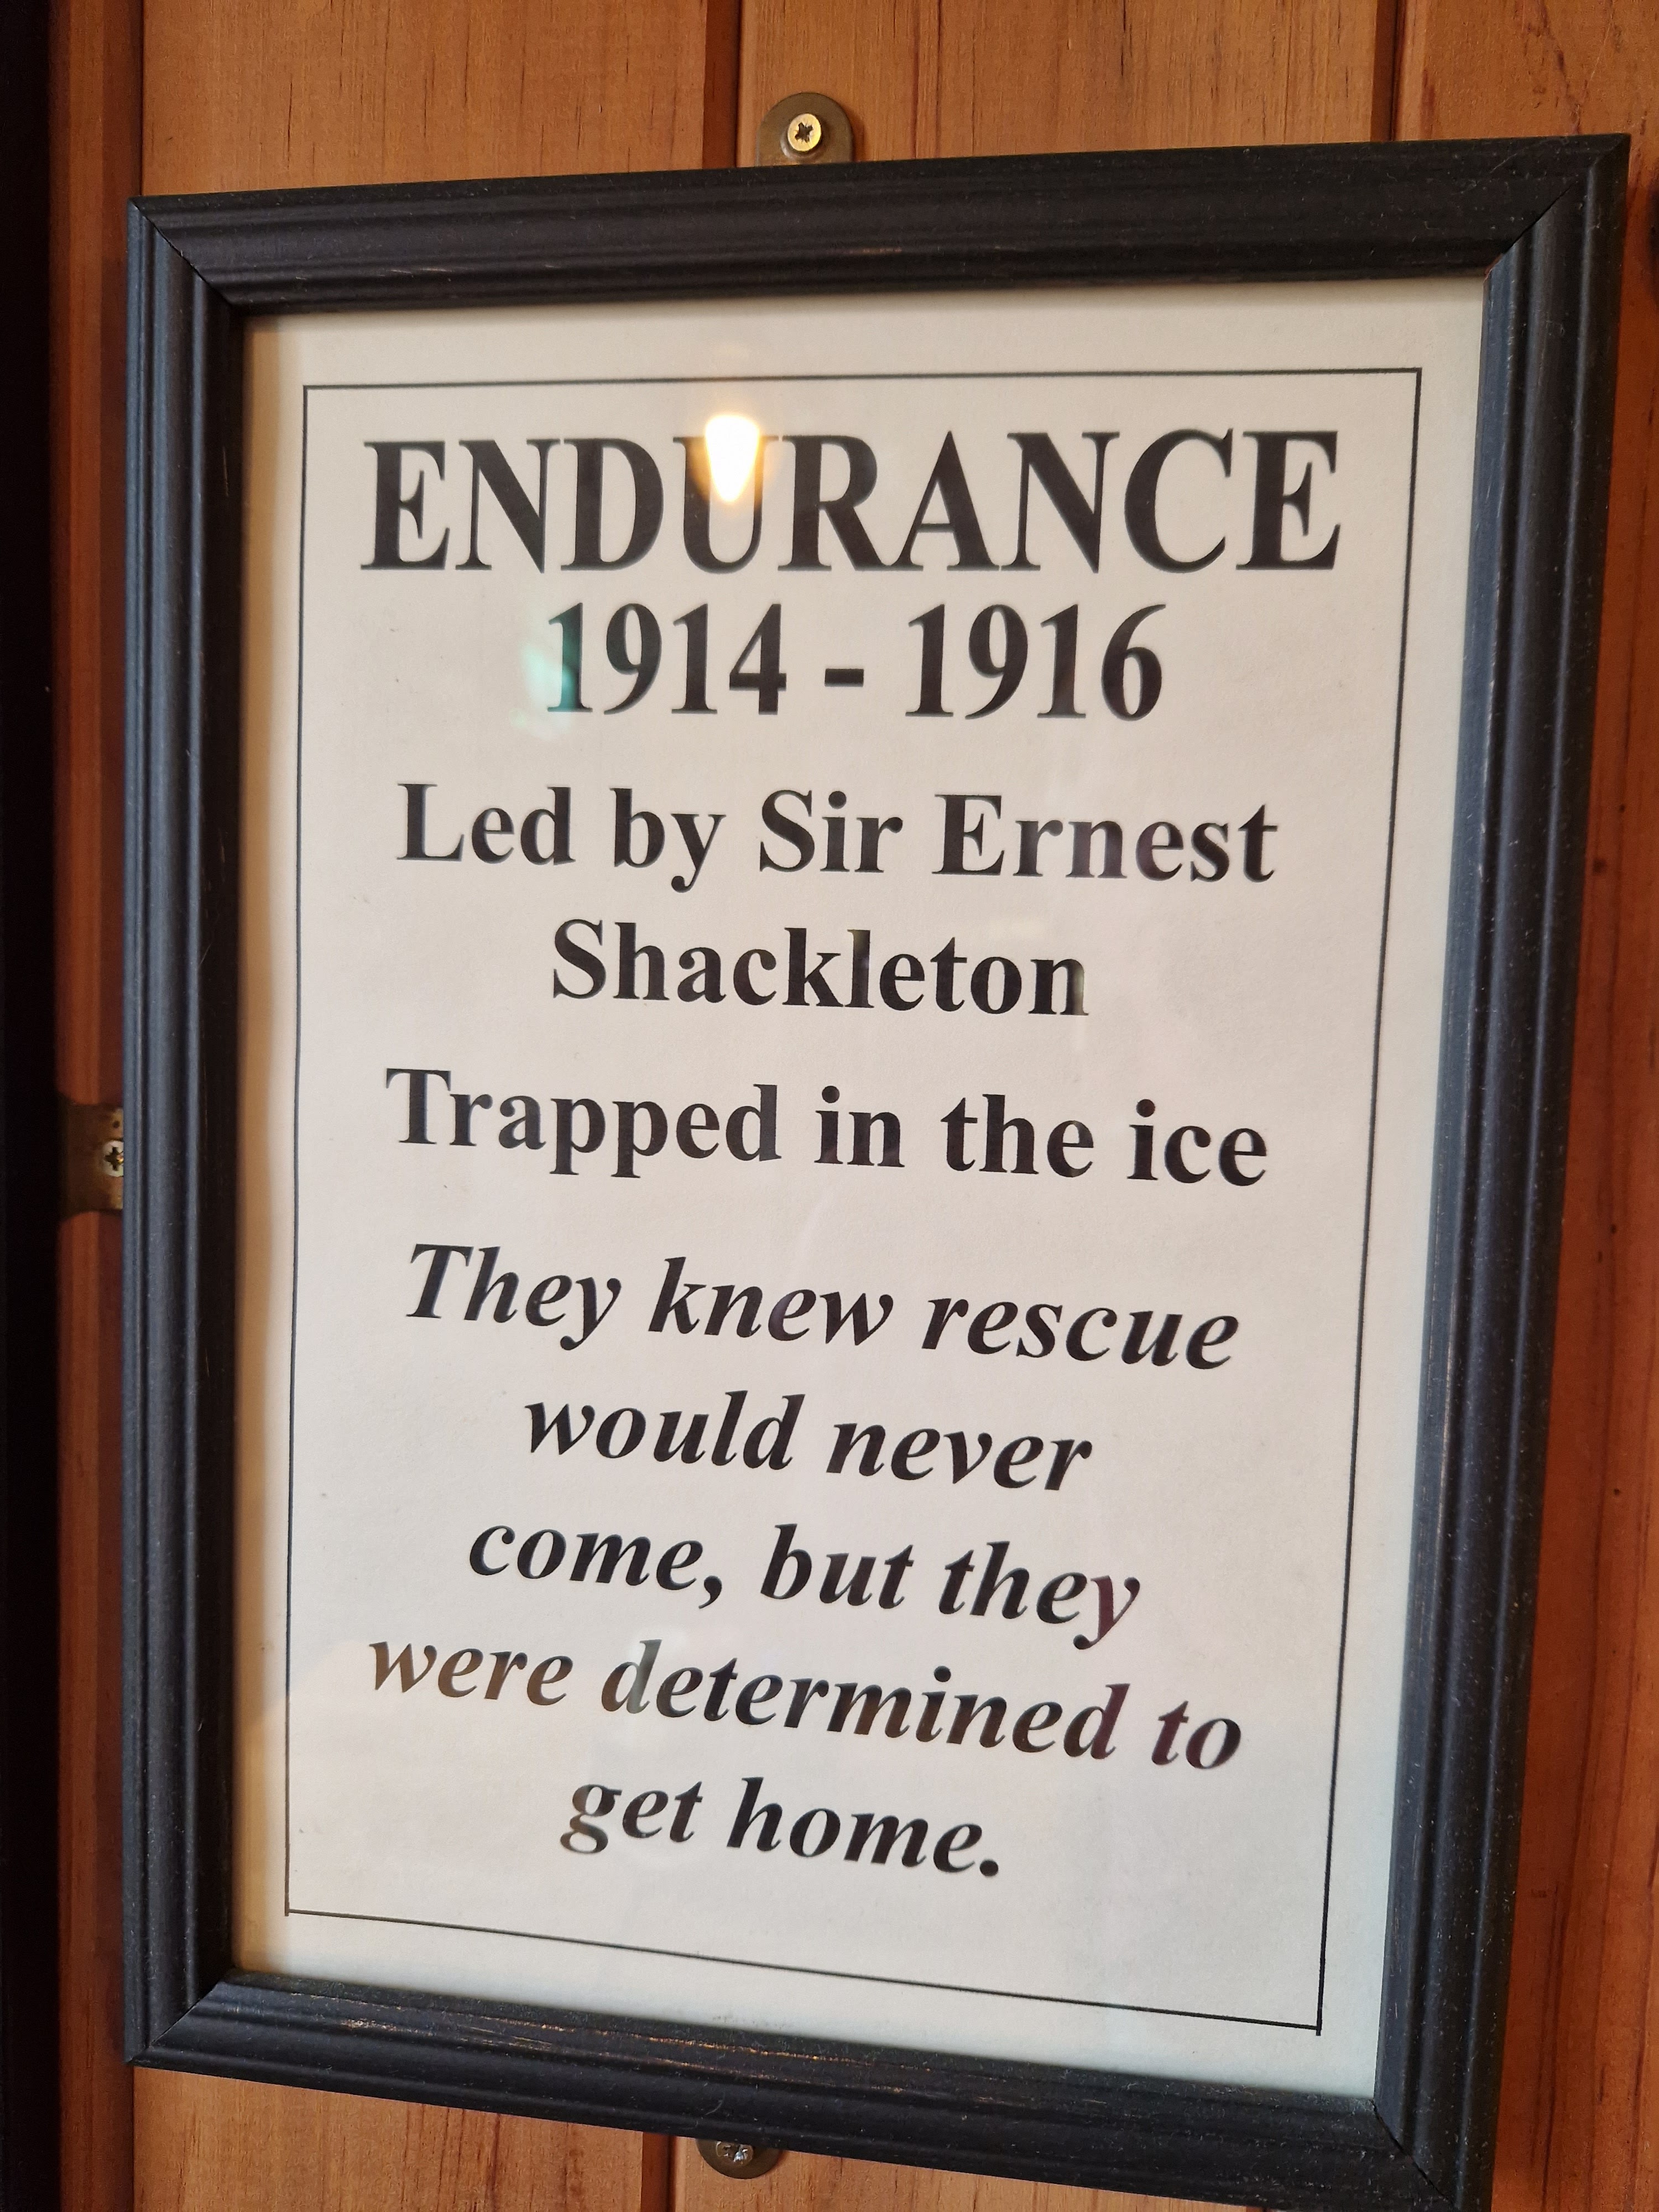 ENDURANCE
1914 - 1916
Led by Sir Ernest
Shackleton
Trapped in the ice
They knew rescue
would never
come, but they
were determined to
get home.